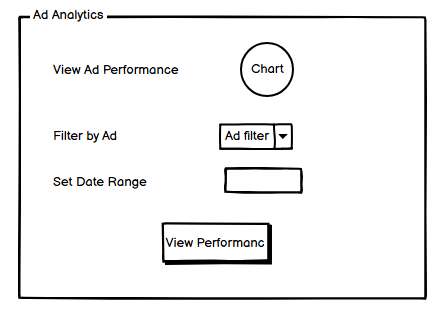 Ad Analytics
View Ad Performance
Chart
Filter by Ad
Ad filter
Set Date Range
View Performanc